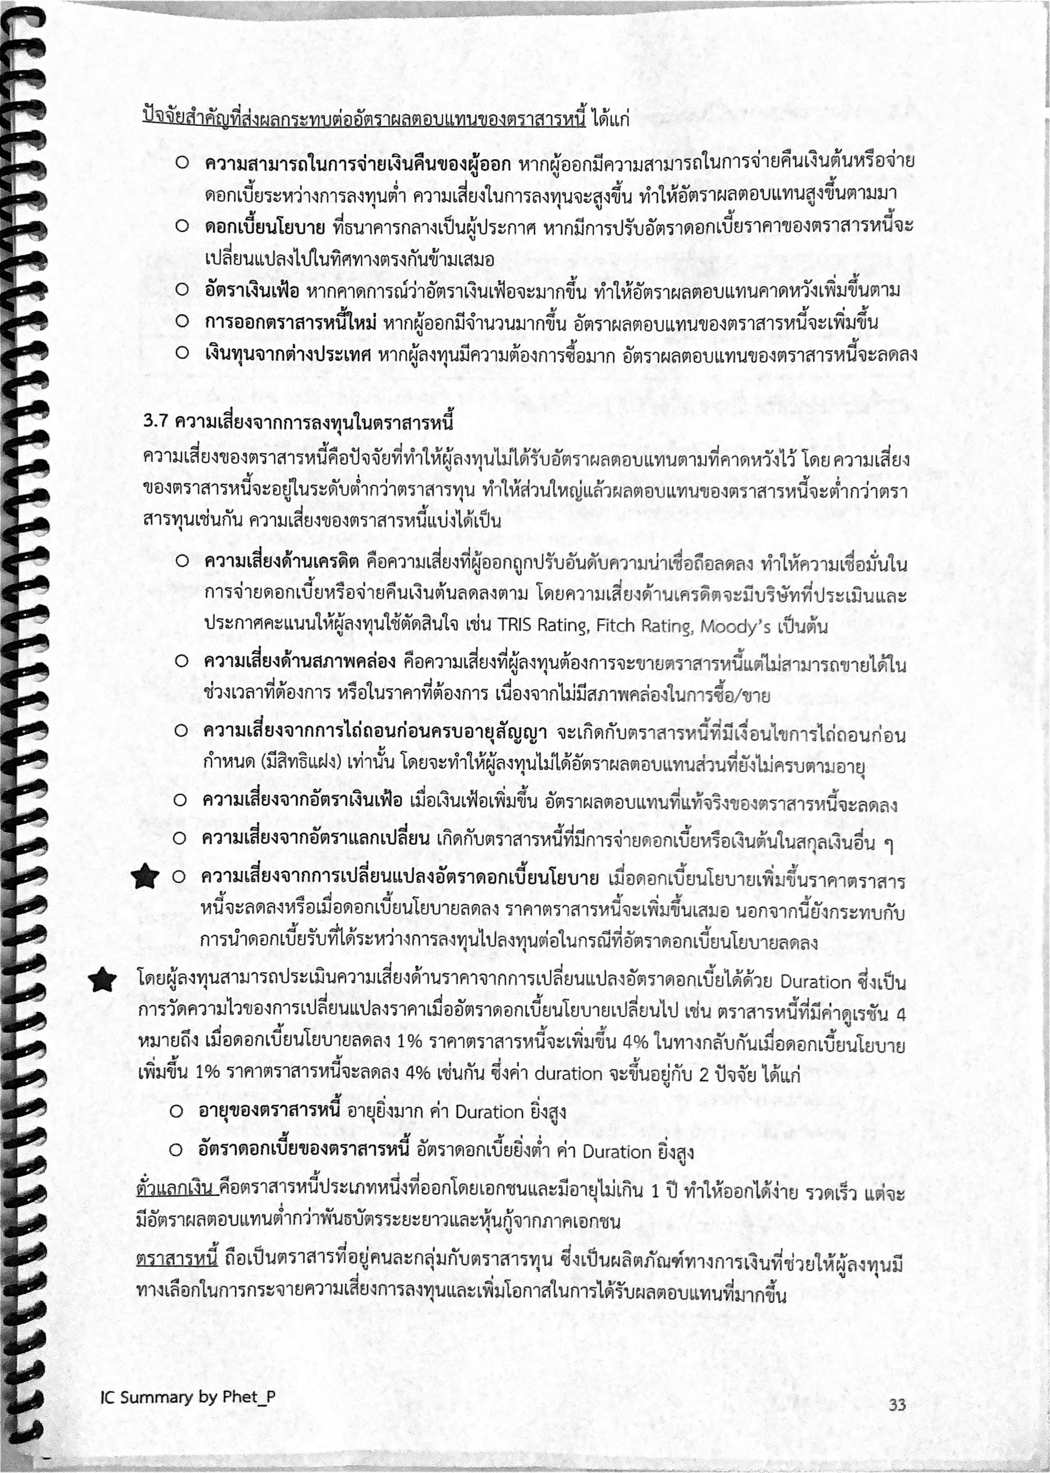 ปัจจัยสำคัญที่ส่งผลกระทบต่ออัตราผลตอบแทนของตราสารหนี้ ได้แก่
○ ความสามารถในการจ่ายเงินคืนของผู้ออก หากผู้ออกมีความสามารถในการจ่ายคืนเงินต้นหรือจ่าย
ดอกเบี้ยระหว่างการลงทุนต่ำ ความเสี่ยงในการลงทุนจะสูงขึ้น ทำให้อัตราผลตอบแทนสูงขึ้นตามมา
○ ดอกเบี้ยนโยบาย ที่ธนาคารกลางเป็นผู้ประกาศ หากมีการปรับอัตราดอกเบี้ยราคาของตราสารหนี้จะ
เปลี่ยนแปลงไปในทิศทางตรงกันข้ามเสมอ
○ อัตราเงินเฟ้อ หากคาดการณ์ว่าอัตราเงินเฟ้อจะมากขึ้น ทำให้อัตราผลตอบแทนคาดหวังเพิ่มขึ้นตาม
○ การออกตราสารหนี้ใหม่ หากผู้ออกมีจำนวนมากขึ้น อัตราผลตอบแทนของตราสารหนี้จะเพิ่มขึ้น
○ เงินทุนจากต่างประเทศ หากผู้ลงทุนมีความต้องการซื้อมาก อัตราผลตอบแทนของตราสารหนี้จะลดลง
3.7 ความเสี่ยงจากการลงทุนในตราสารหนี้
ความเสี่ยงของตราสารหนี้คือปัจจัยที่ทำให้ผู้ลงทุนไม่ได้รับอัตราผลตอบแทนตามที่คาดหวังไว้ โดยความเสี่ยง
ของตราสารหนี้จะอยู่ในระดับต่ำกว่าตราสารทุน ทำให้ส่วนใหญ่แล้วผลตอบแทนของตราสารหนี้จะต่ำกว่าตรา
สารทุนเช่นกัน ความเสี่ยงของตราสารหนี้แบ่งได้เป็น
○ ความเสี่ยงด้านเครดิต คือความเสี่ยงที่ผู้ออกถูกปรับอันดับความน่าเชื่อถือลดลง ทำให้ความเชื่อมั่นใน
การจ่ายดอกเบี้ยหรือจ่ายคืนเงินต้นลดลงตาม โดยความเสี่ยงด้านเครดิตจะมีบริษัทที่ประเมินและ
ประกาศคะแนนให้ผู้ลงทุนใช้ตัดสินใจ เช่น TRIS Rating, Fitch Rating, Moody's เป็นต้น
○ ความเสี่ยงด้านสภาพคล่อง คือความเสี่ยงที่ผู้ลงทุนต้องการจะขายตราสารหนี้แต่ไม่สามารถขายได้ใน
ช่วงเวลาที่ต้องการ หรือในราคาที่ต้องการ เนื่องจากไม่มีสภาพคล่องในการซื้อ/ขาย
○ ความเสี่ยงจากการไถ่ถอนก่อนครบอายุสัญญา จะเกิดกับตราสารหนี้ที่มีเงื่อนไขการไถ่ถอนก่อน
กำหนด (มีสิทธิแฝง) เท่านั้น โดยจะทำให้ผู้ลงทุนไม่ได้อัตราผลตอบแทนส่วนที่ยังไม่ครบตามอายุ
○ ความเสี่ยงจากอัตราเงินเฟ้อ เมื่อเงินเฟ้อเพิ่มขึ้น อัตราผลตอบแทนที่แท้จริงของตราสารหนี้จะลดลง
○ ความเสี่ยงจากอัตราแลกเปลี่ยน เกิดกับตราสารหนี้ที่มีการจ่ายดอกเบี้ยหรือเงินต้นในสกุลเงินอื่น ๆ
★ ○ ความเสี่ยงจากการเปลี่ยนแปลงอัตราดอกเบี้ยนโยบาย เมื่อดอกเบี้ยนโยบายเพิ่มขึ้นราคาตราสาร
หนี้จะลดลงหรือเมื่อดอกเบี้ยนโยบายลดลง ราคาตราสารหนี้จะเพิ่มขึ้นเสมอ นอกจากนี้ยังกระทบกับ
การนำดอกเบี้ยรับที่ได้ระหว่างการลงทุนไปลงทุนต่อในกรณีที่อัตราดอกเบี้ยนโยบายลดลง
★ โดยผู้ลงทุนสามารถประเมินความเสี่ยงด้านราคาจากการเปลี่ยนแปลงอัตราดอกเบี้ยได้ด้วย Duration ซึ่งเป็น
การวัดความไวของการเปลี่ยนแปลงราคาเมื่ออัตราดอกเบี้ยนโยบายเปลี่ยนไป เช่น ตราสารหนี้ที่มีค่าดูเรชัน 4
หมายถึง เมื่อดอกเบี้ยนโยบายลดลง 1% ราคาตราสารหนี้จะเพิ่มขึ้น 4% ในทางกลับกันเมื่อดอกเบี้ยนโยบาย
เพิ่มขึ้น 1% ราคาตราสารหนี้จะลดลง 4% เช่นกัน ซึ่งค่า duration จะขึ้นอยู่กับ 2 ปัจจัย ได้แก่
○ อายุของตราสารหนี้ อายุยิ่งมาก ค่า Duration ยิ่งสูง
○ อัตราดอกเบี้ยของตราสารหนี้ อัตราดอกเบี้ยยิ่งต่ำ ค่า Duration ยิ่งสูง
ตั๋วแลกเงิน คือตราสารหนี้ประเภทหนึ่งที่ออกโดยเอกชนและมีอายุไม่เกิน 1 ปี ทำให้ออกได้ง่าย รวดเร็ว แต่จะ
มีอัตราผลตอบแทนต่ำกว่าพันธบัตรระยะยาวและหุ้นกู้จากภาคเอกชน
ตราสารหนี้ ถือเป็นตราสารที่อยู่คนละกลุ่มกับตราสารทุน ซึ่งเป็นผลิตภัณฑ์ทางการเงินที่ช่วยให้ผู้ลงทุนมี
ทางเลือกในการกระจายความเสี่ยงการลงทุนและเพิ่มโอกาสในการได้รับผลตอบแทนที่มากขึ้น
IC Summary by Phet_P
33